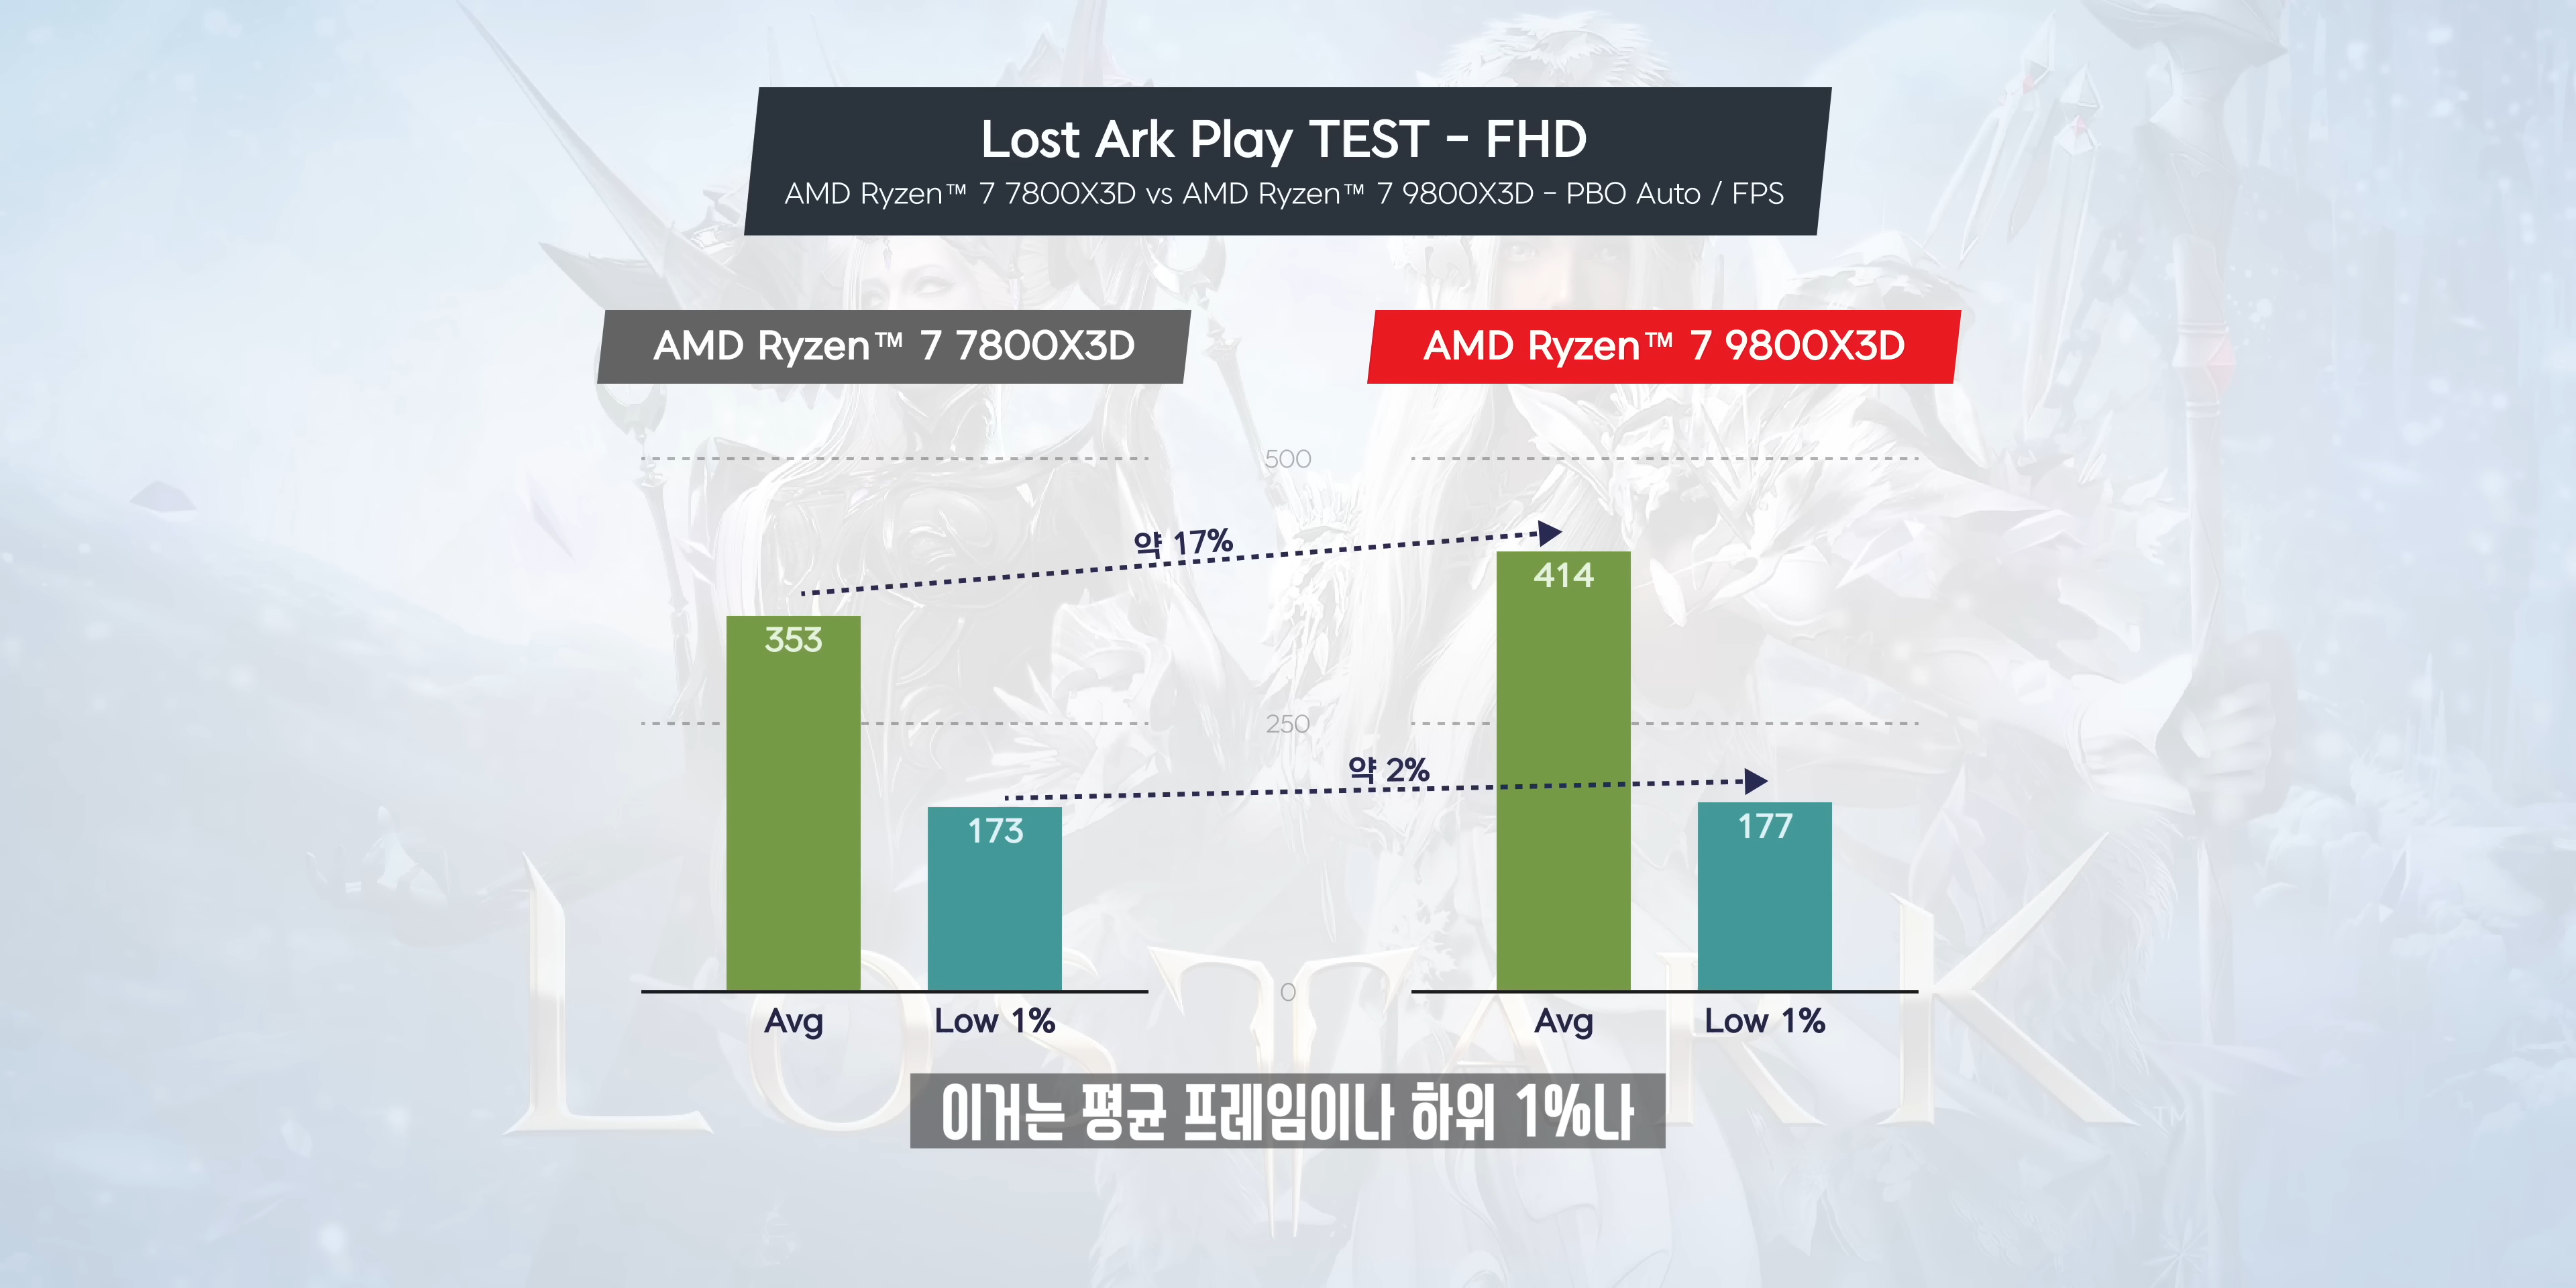 Lost Ark Play TEST - FHD
AMD Ryzen™ 7 7800X3D vs AMD Ryzen™ 7 9800X3D - PBO Auto / FPS
AMD Ryzen™ 7 7800X3D
AMD Ryzen™ 7 9800X3D
500
약 17%
414
353
250
약 2%
173
177
0
Avg
Low 1%
Avg
Low 1%
LOST ARK™
이거는 평균 프레임이나 하위 1%나